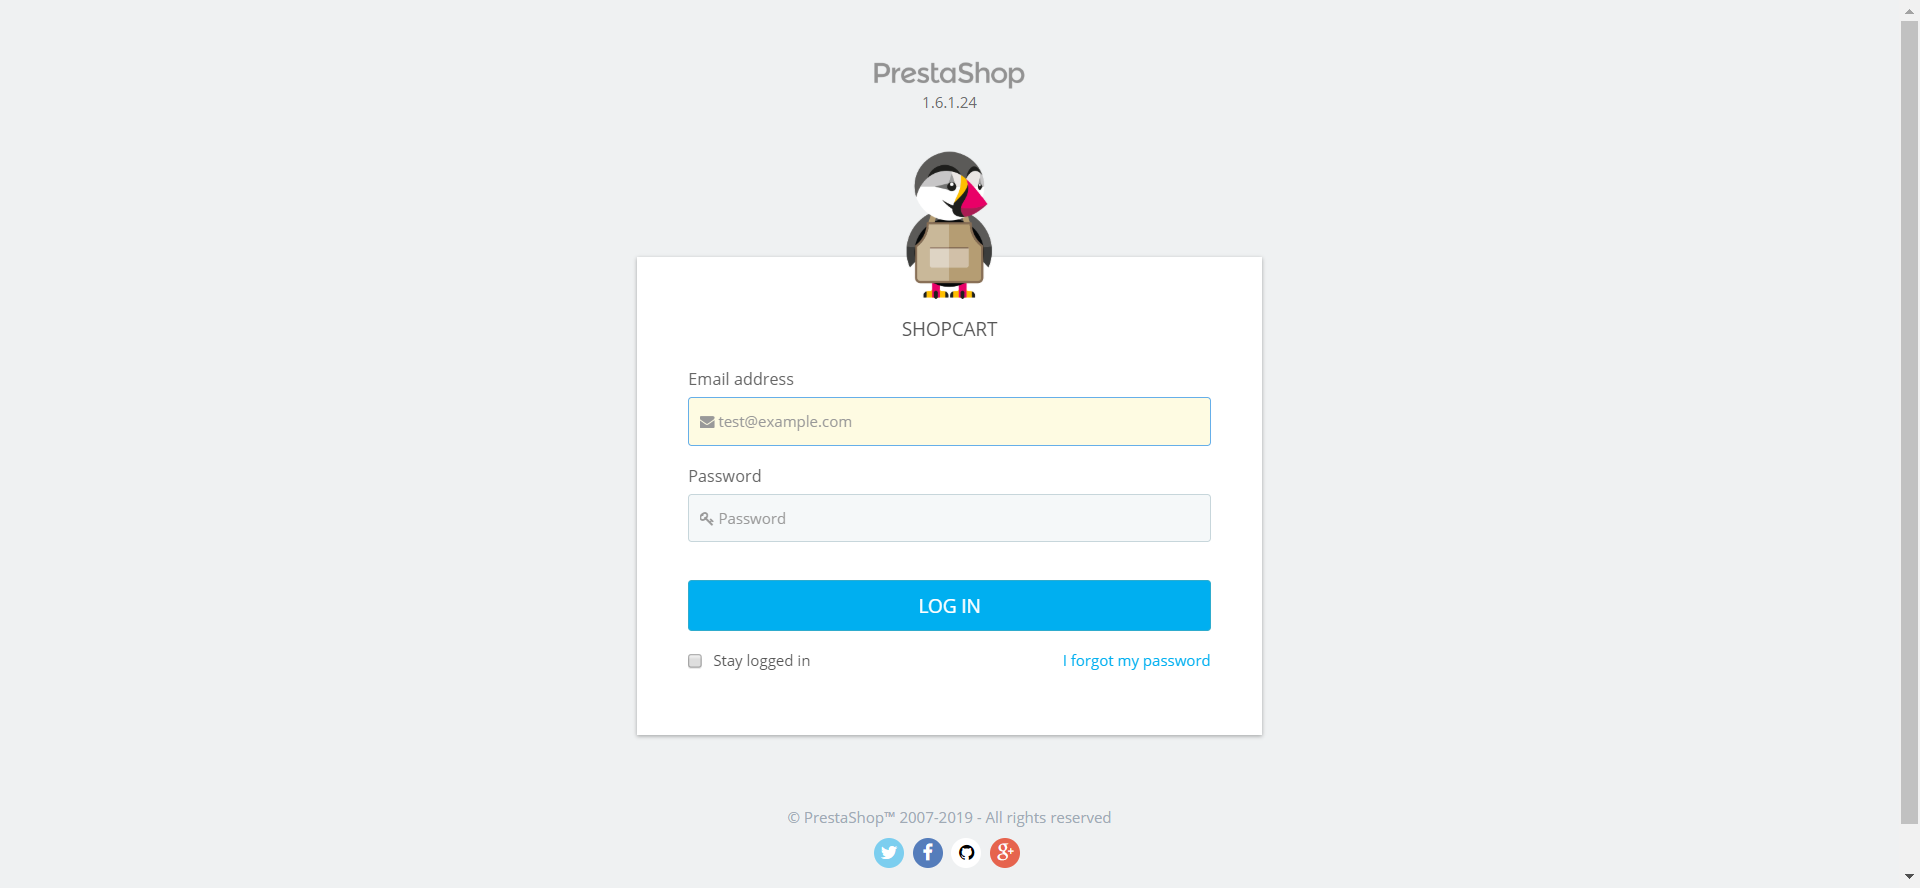 PrestaShop
1.6.1.24
SHOPCART
Email address
test@example.com
Password
Password
LOG IN
Stay logged in
I forgot my password
© PrestaShop™ 2007-2019 - All rights reserved